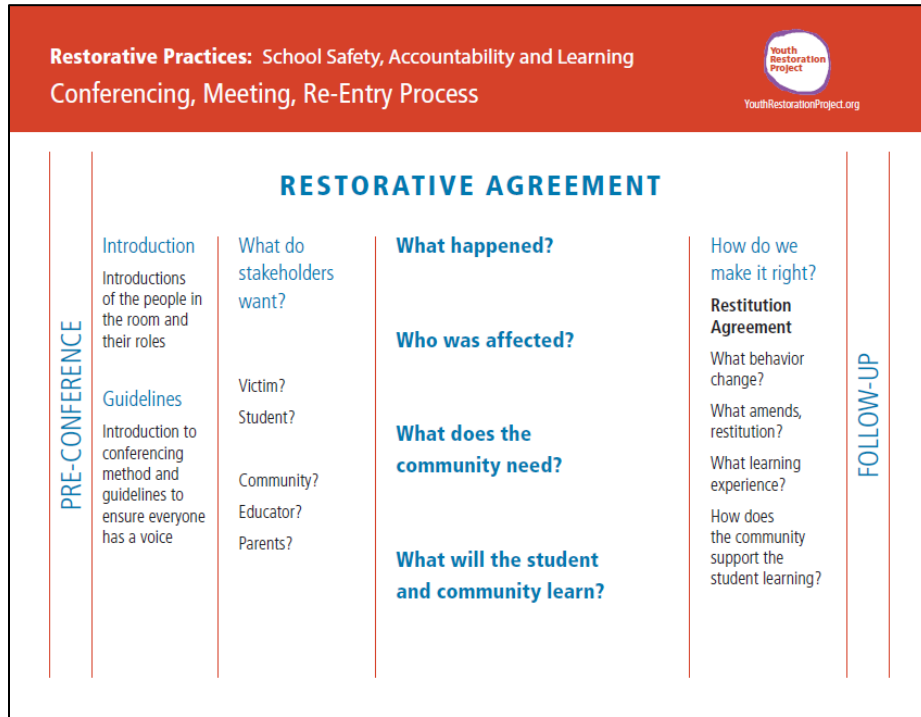 Restorative Practices: School Safety, Accountability and Learning
Conferencing, Meeting, Re-Entry Process
Youth
Restoration
Project
YouthRestorationProject.org
RESTORATIVE AGREEMENT
PRE-CONFERENCE
Introduction
Introductions
of the people in
the room and
their roles
Guidelines
Introduction to
conferencing
method and
guidelines to
ensure everyone
has a voice
What do
stakeholders
want?
Victim?
Student?
Community?
Educator?
Parents?
What happened?
Who was affected?
What does the
community need?
What will the student
and community learn?
How do we
make it right?
Restitution
Agreement
What behavior
change?
What amends,
restitution?
What learning
experience?
How does
the community
support the
student learning?
FOLLOW-UP